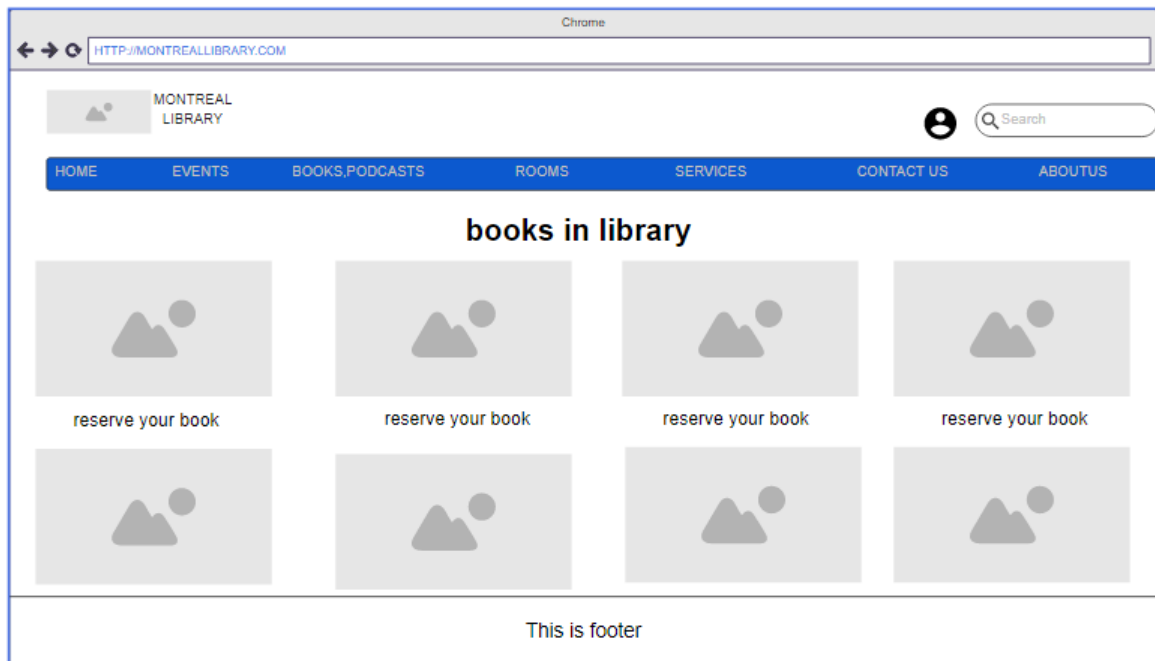 Chrome
HTTP://MONTREALLIBRARY.COM
MONTREAL
LIBRARY
Search
HOME EVENTS BOOKS,PODCASTS ROOMS SERVICES CONTACT US ABOUTUS
books in library
reserve your book reserve your book reserve your book reserve your book
This is footer